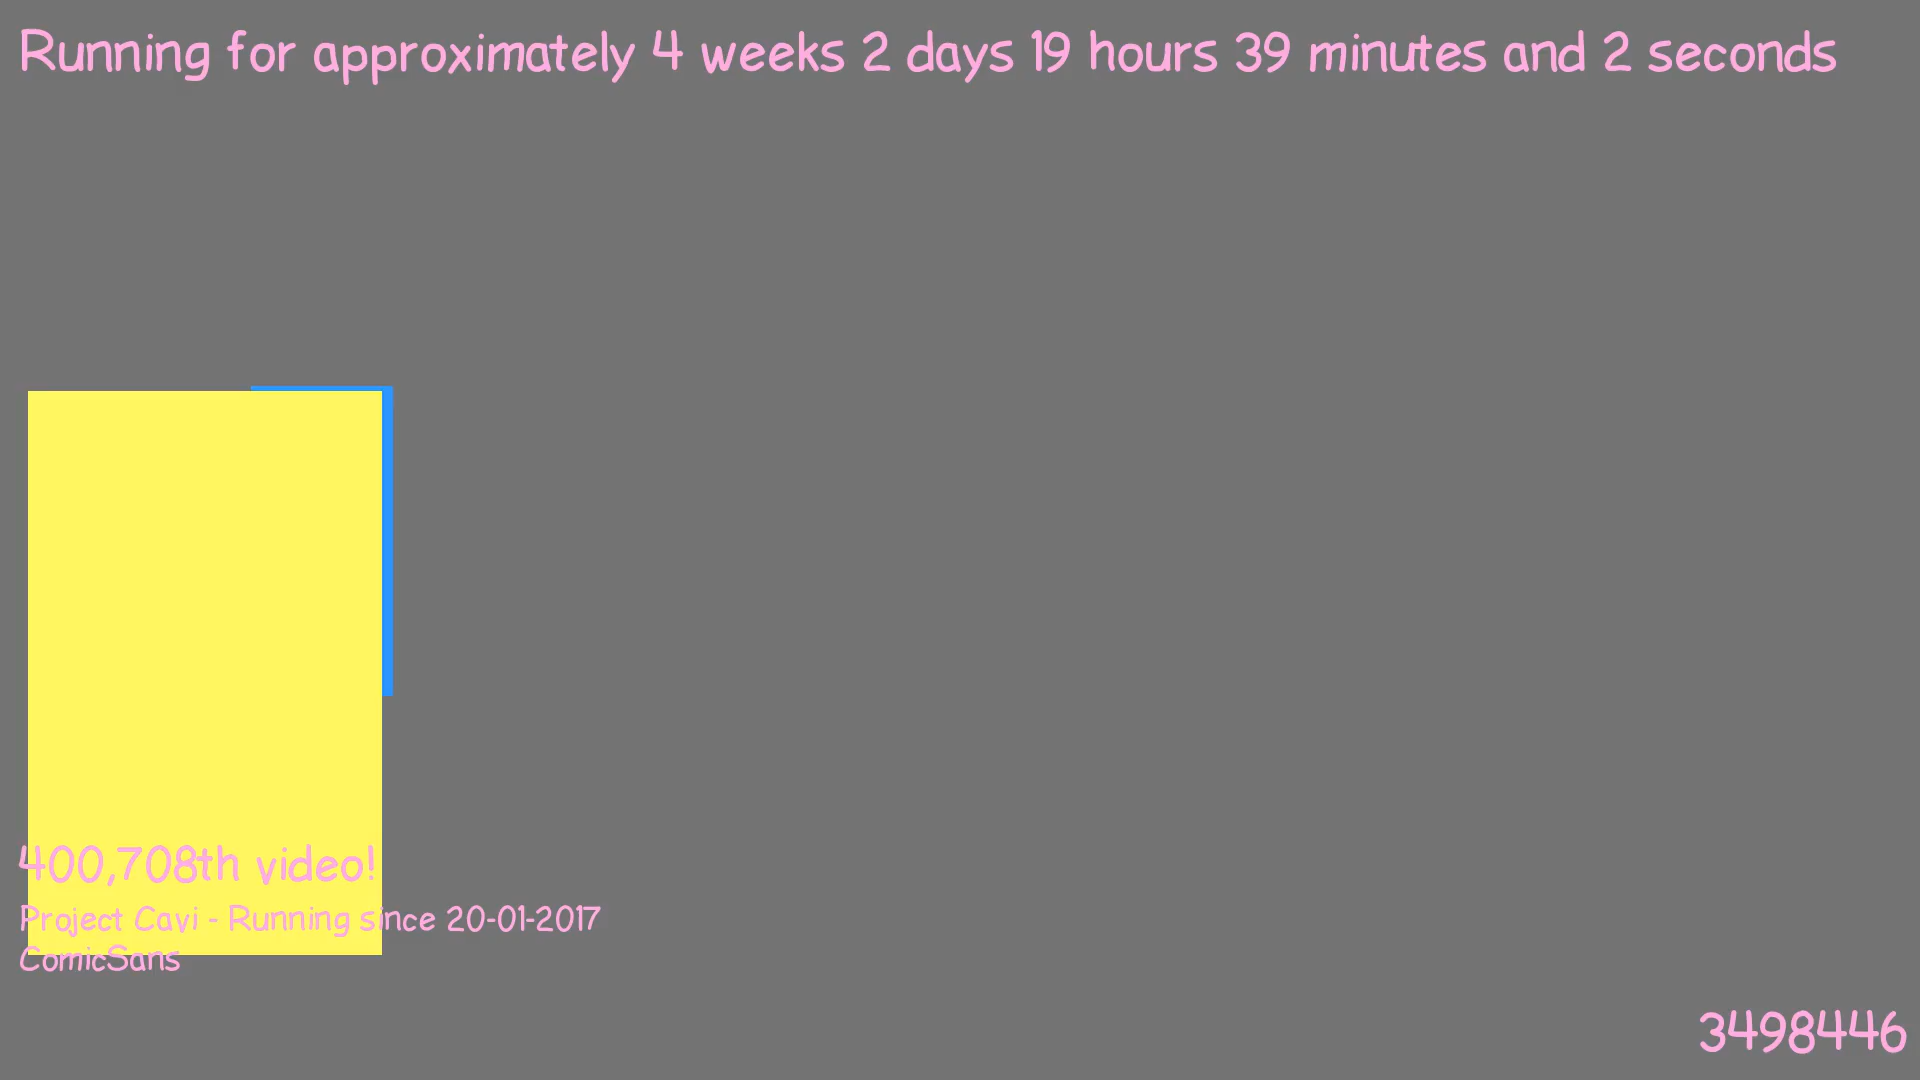 Running for approximately 4 weeks 2 days 19 hours 39 minutes and 2 seconds
400,708th video!
Project Cavi - Running since 20-01-2017
ComicSans
3498446